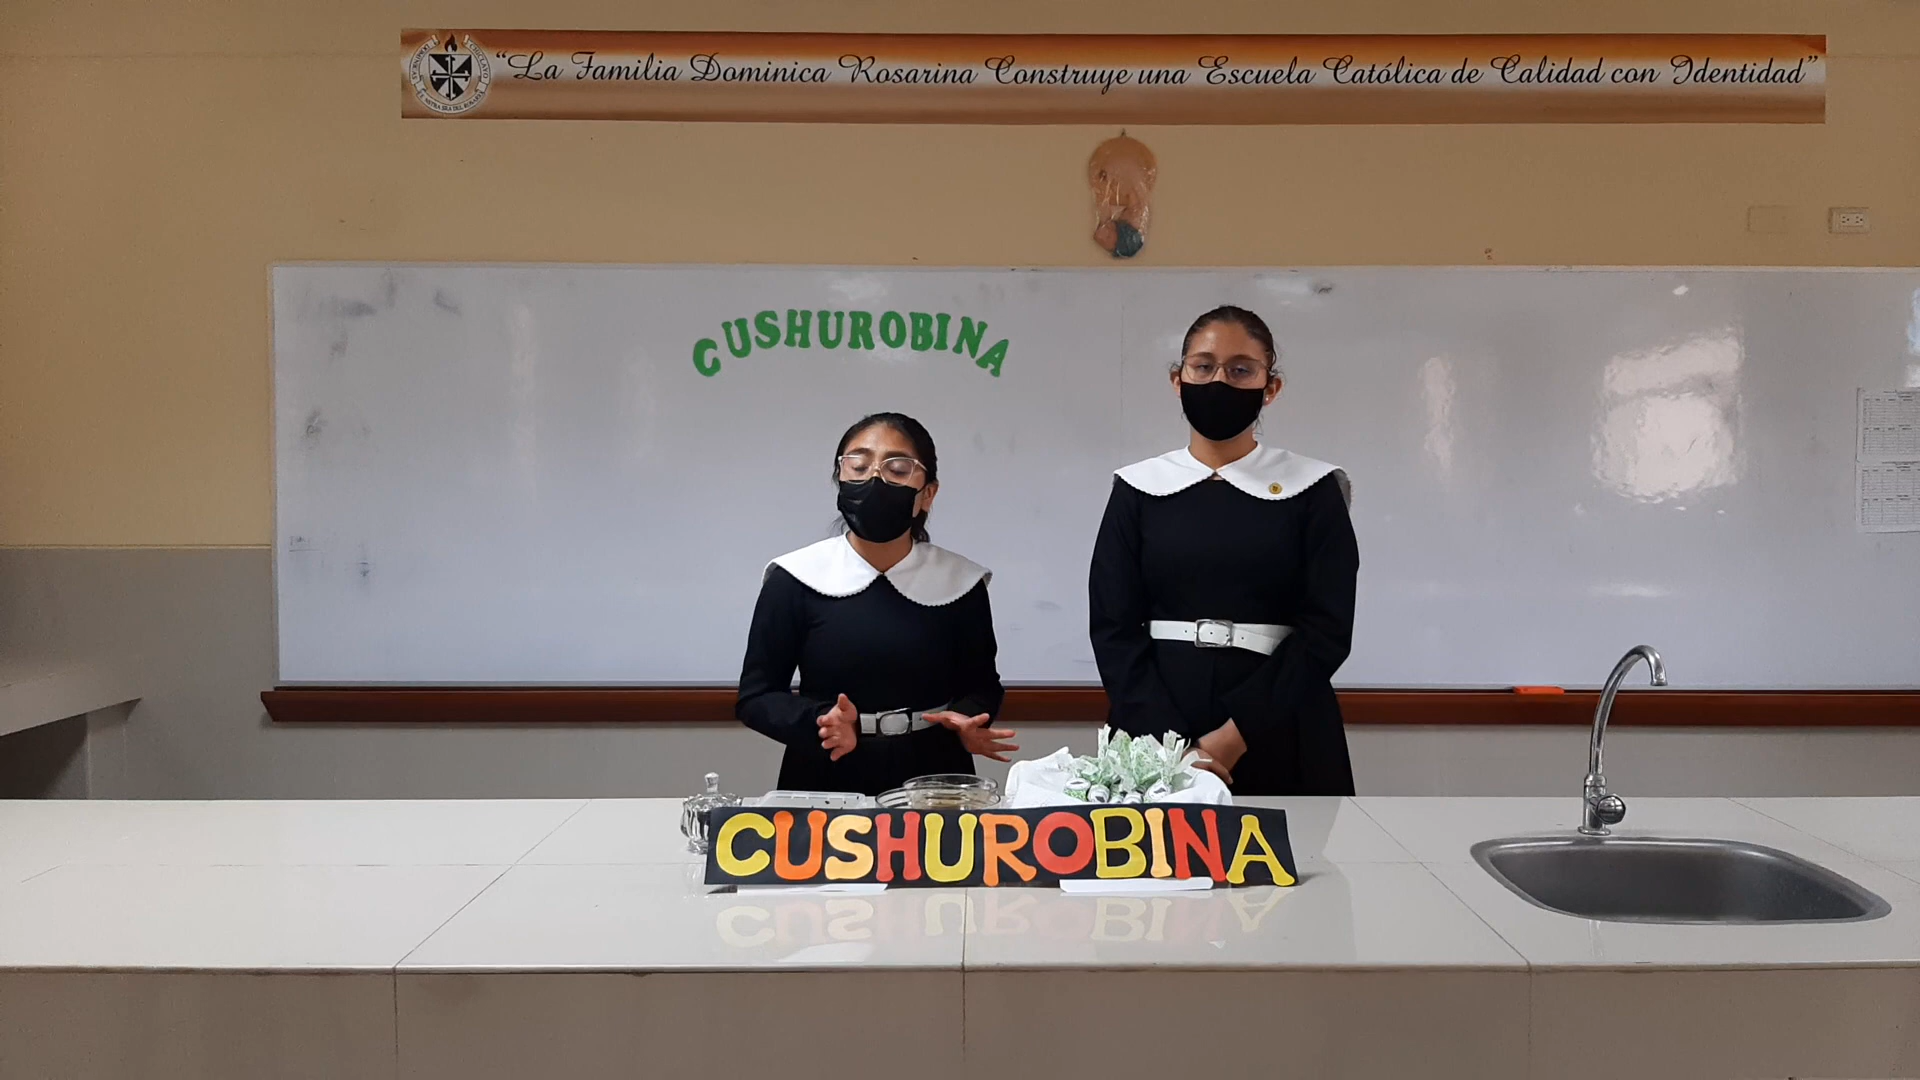 "La Familia Dominica Rosarina Construye una Escuela Católica de Calidad con Identidad"
CUSHUROBINA
CUSHUROBINA